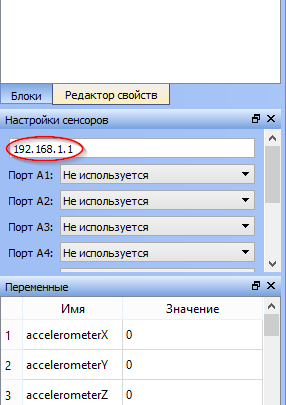 Блоки Редактор свойств
Настройки сенсоров
192.168.1.1
Порт A1: Не используется
Порт A2: Не используется
Порт A3: Не используется
Порт A4: Не используется
Переменные
Имя Значение
1 accelerometerX 0
2 accelerometerY 0
3 accelerometerZ 0